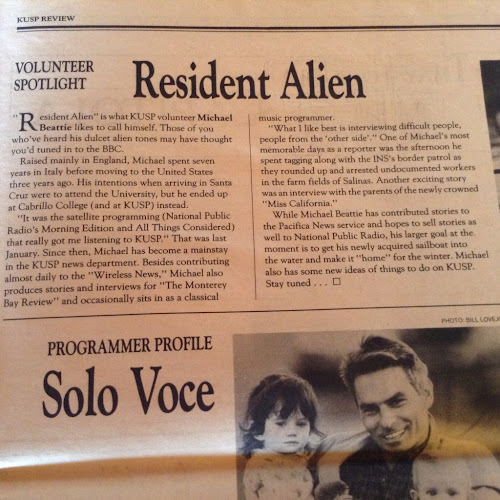 KUSP REVIEW
VOLUNTEER
SPOTLIGHT
Resident Alien
"Resident Alien" is what KUSP volunteer Michael
Beattie likes to call himself. Those of you
who've heard his dulcet alien tones may have thought
you'd tuned in to the BBC.
Raised mainly in England, Michael spent seven
years in Italy before moving to the United States
three years ago. His intentions when arriving in Santa
Cruz were to attend the University, but he ended up
at Cabrillo College (and at KUSP) instead.
"It was the satellite programming (National Public
Radio's Morning Edition and All Things Considered)
that really got me listening to KUSP." That was last
January. Since then, Michael has become a mainstay
in the KUSP news department. Besides contributing
almost daily to the "Wireless News," Michael also
produces stories and interviews for "The Monterey
Bay Review" and occasionally sits in as a classical
music programmer.
"What I like best is interviewing difficult people,
people from the 'other side'." One of Michael's most
memorable days as a reporter was the afternoon he
spent tagging along with the INS's border patrol as
they rounded up and arrested undocumented workers
in the farm fields of Salinas. Another exciting story
was an interview with the parents of the newly crowned
"Miss California."
While Michael Beattie has contributed stories to
the Pacifica News service and hopes to sell stories as
well to National Public Radio, his larger goal at the
moment is to get his newly acquired sailboat into
the water and make it "home" for the winter. Michael
also has some new ideas of things to do on KUSP.
Stay tuned . . . □
PHOTO: BILL
PROGRAMMER PROFILE
Solo Voce